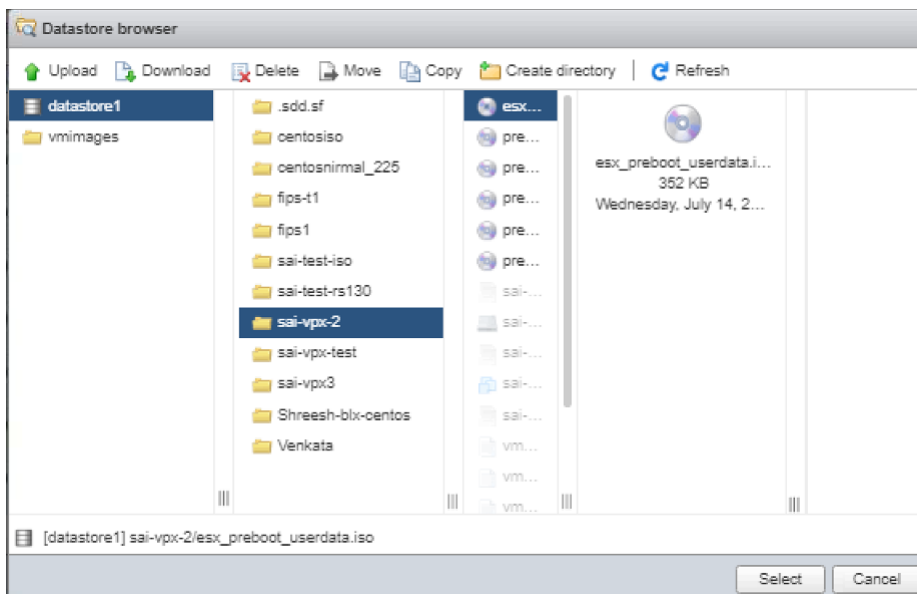 Datastore browser
Upload Download Delete Move Copy Create directory Refresh
datastore1
vmimages
.sdd.sf
centosiso
centosnirmal_225
fips-t1
fips1
sai-test-iso
sai-test-rs130
sai-vpx-2
sai-vpx-test
sai-vpx3
Shreesh-blx-centos
Venkata
esx...
pre...
pre...
pre...
pre...
pre...
sai-...
sai-...
sai-...
sai-...
sai-...
vm...
vm...
vm...
esx_preboot_userdata.i...
352 KB
Wednesday, July 14, 2...
[datastore1] sai-vpx-2/esx_preboot_userdata.iso
Select Cancel